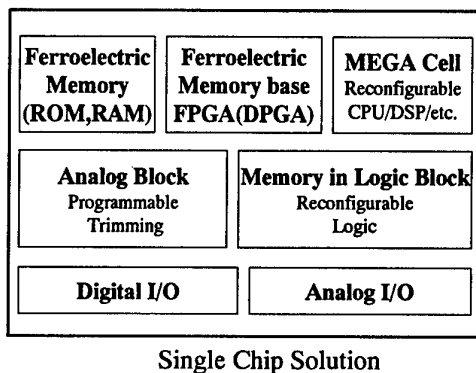 Ferroelectric
Memory
(ROM,RAM)
Ferroelectric
Memory base
FPGA(DPGA)
MEGA Cell
Reconfigurable
CPU/DSP/etc.
Analog Block
Programmable
Trimming
Memory in Logic Block
Reconfigurable
Logic
Digital I/O
Analog I/O
Single Chip Solution